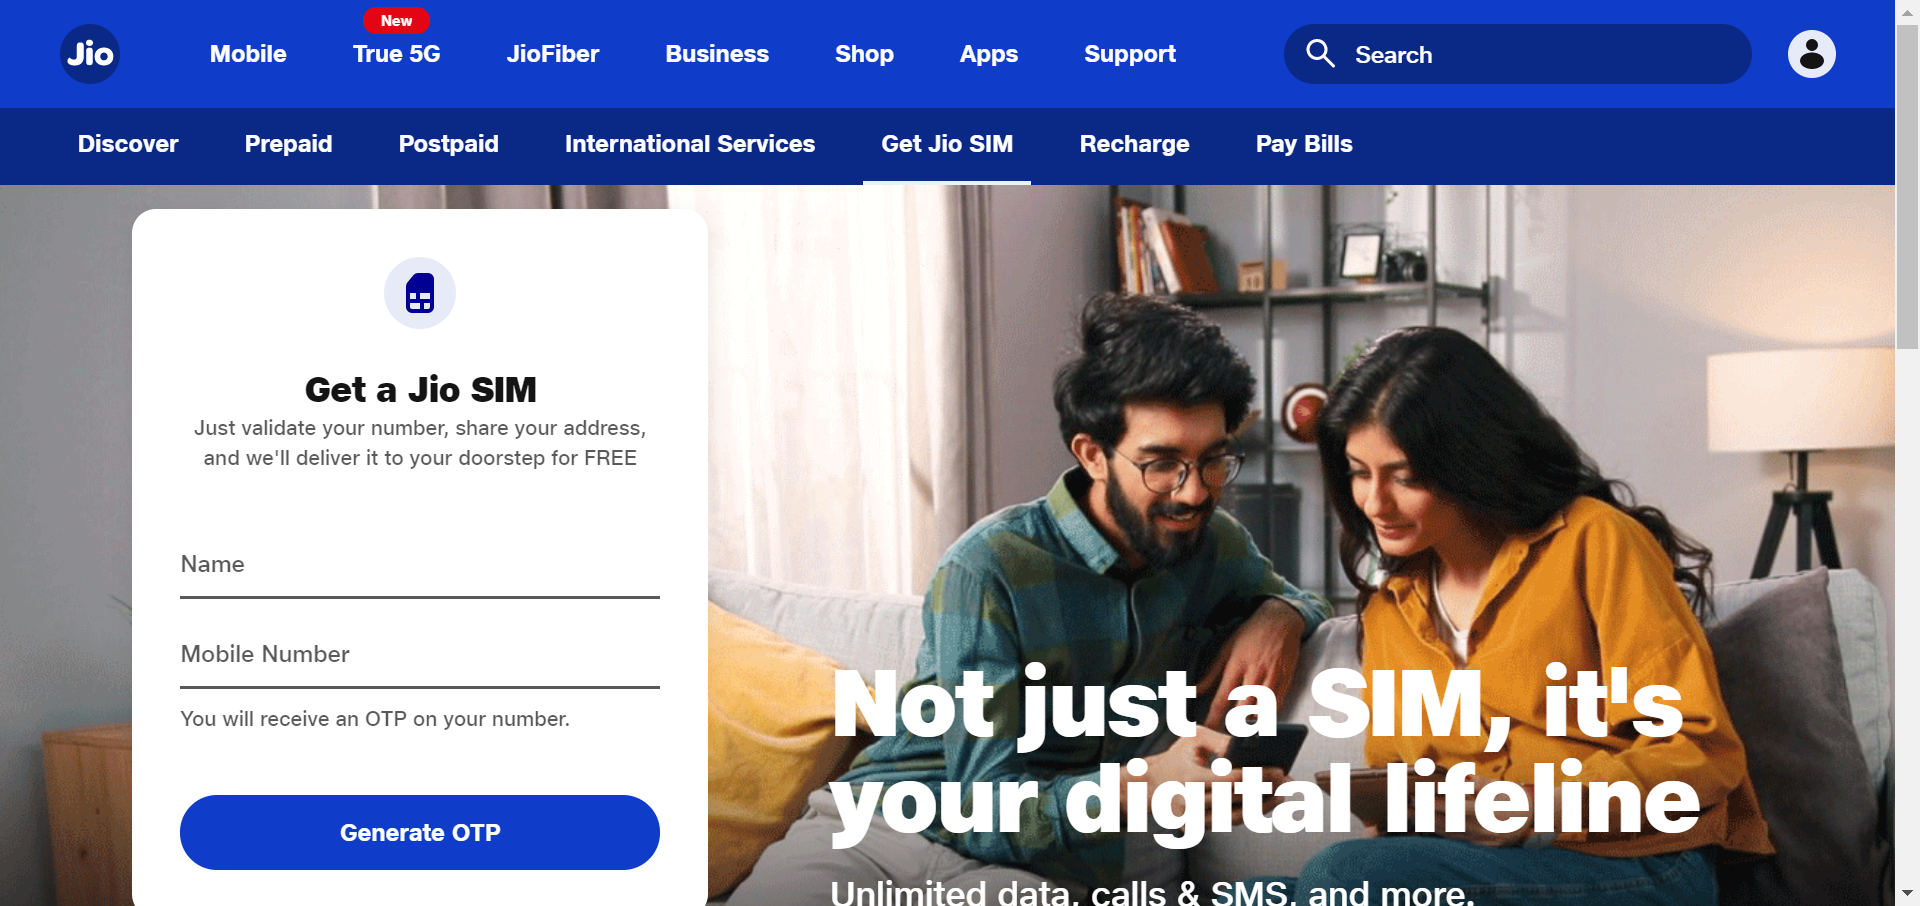 Jio
Mobile
New
True 5G
JioFiber
Business
Shop
Apps
Support
Search
Discover
Prepaid
Postpaid
International Services
Get Jio SIM
Recharge
Pay Bills
Get a Jio SIM
Just validate your number, share your address,
and we'll deliver it to your doorstep for FREE
Name
Mobile Number
You will receive an OTP on your number.
Generate OTP
Not just a SIM, it's
your digital lifeline
Unlimited data, calls & SMS, and more.